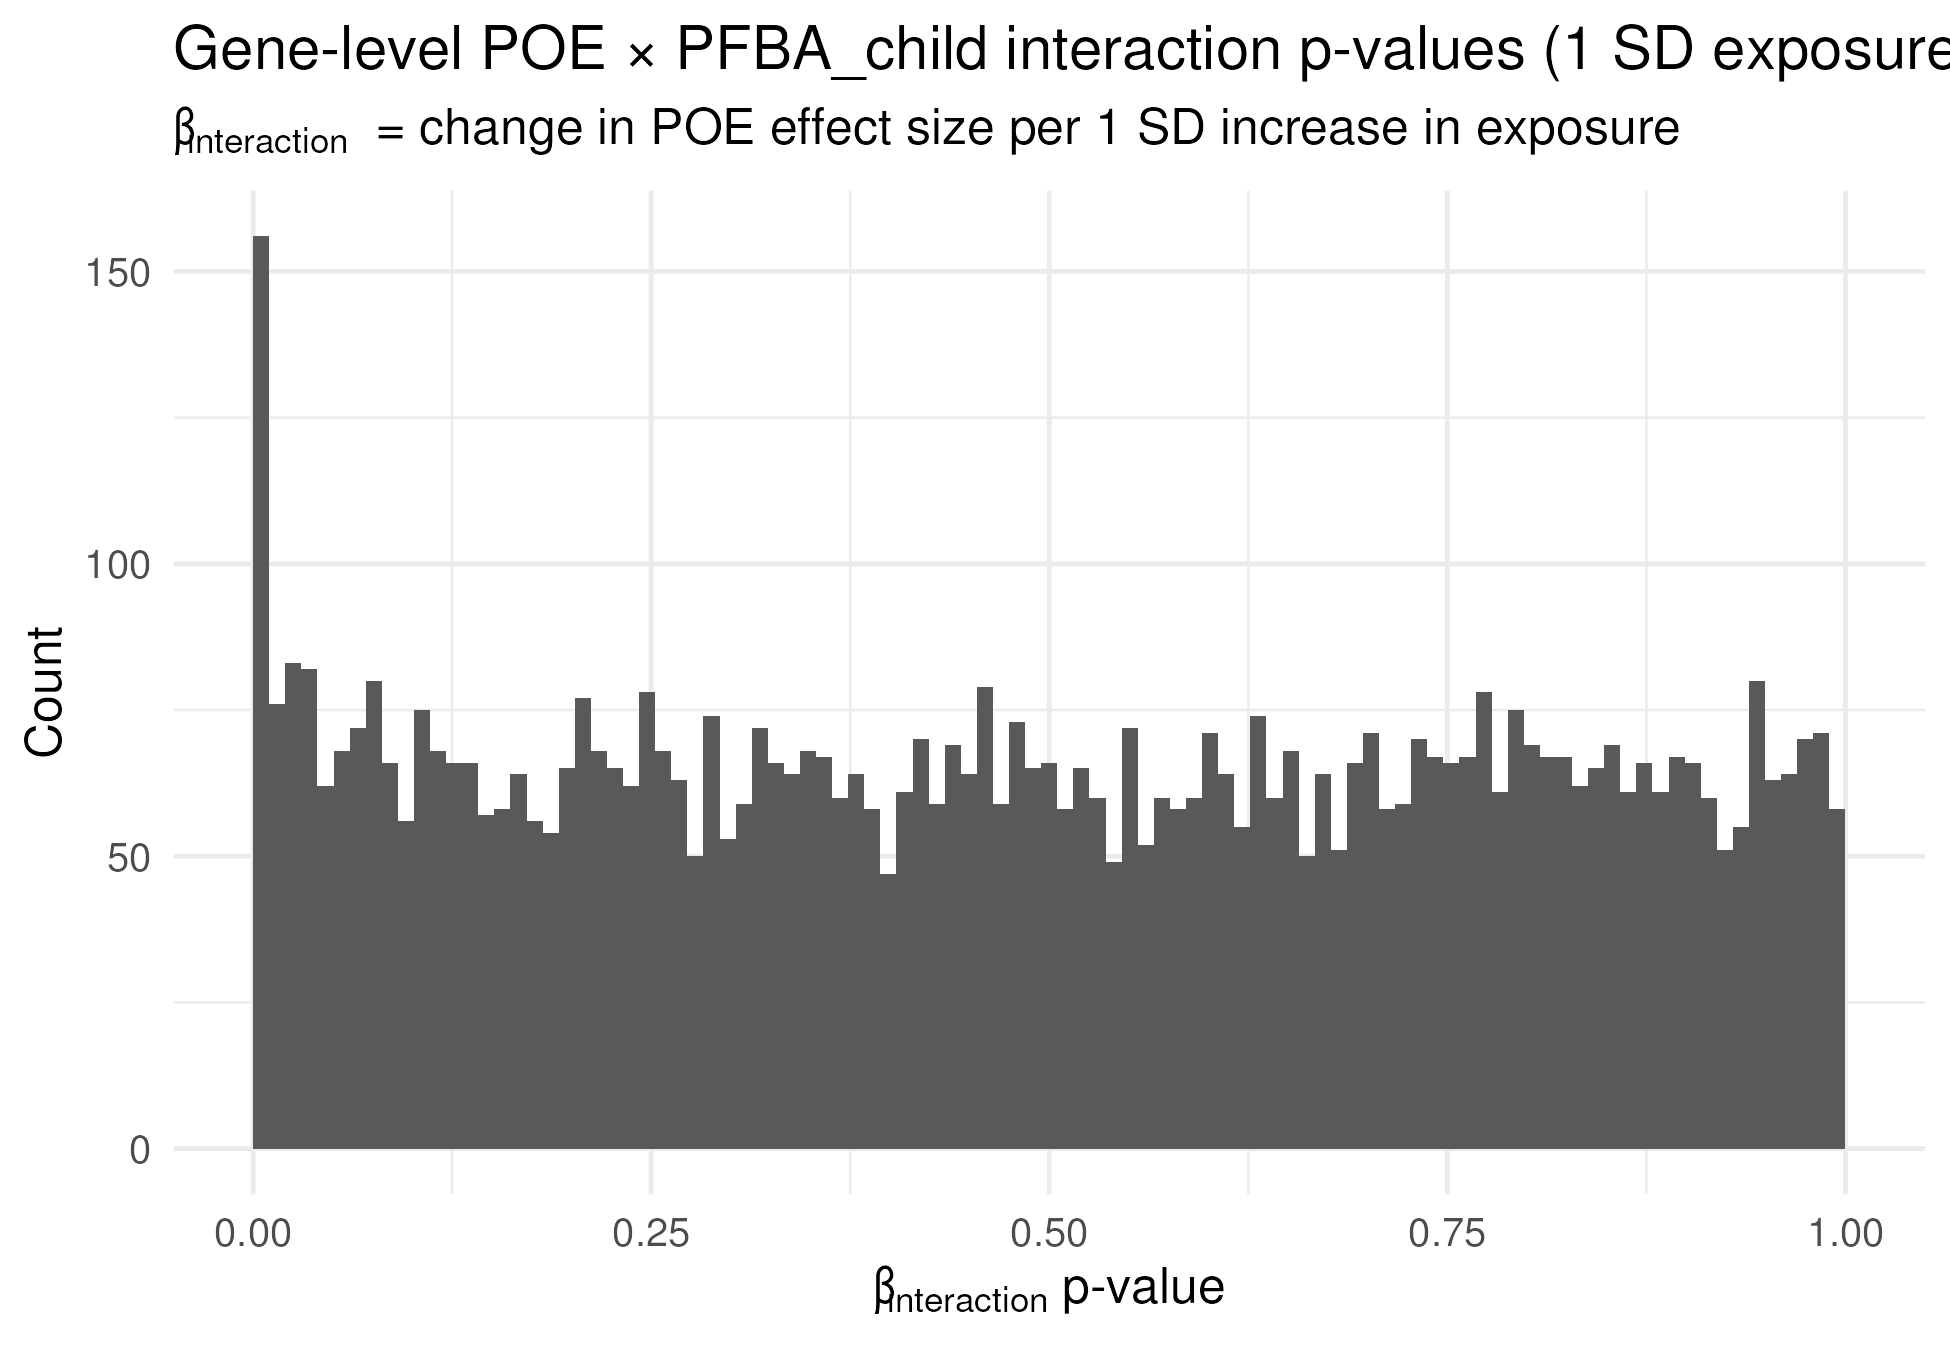 Gene-level POE × PFBA_child interaction p-values (1 SD exposure
βinteraction = change in POE effect size per 1 SD increase in exposure
150
100
50
0
Count
0.00 0.25 0.50 0.75 1.00
βinteraction p-value